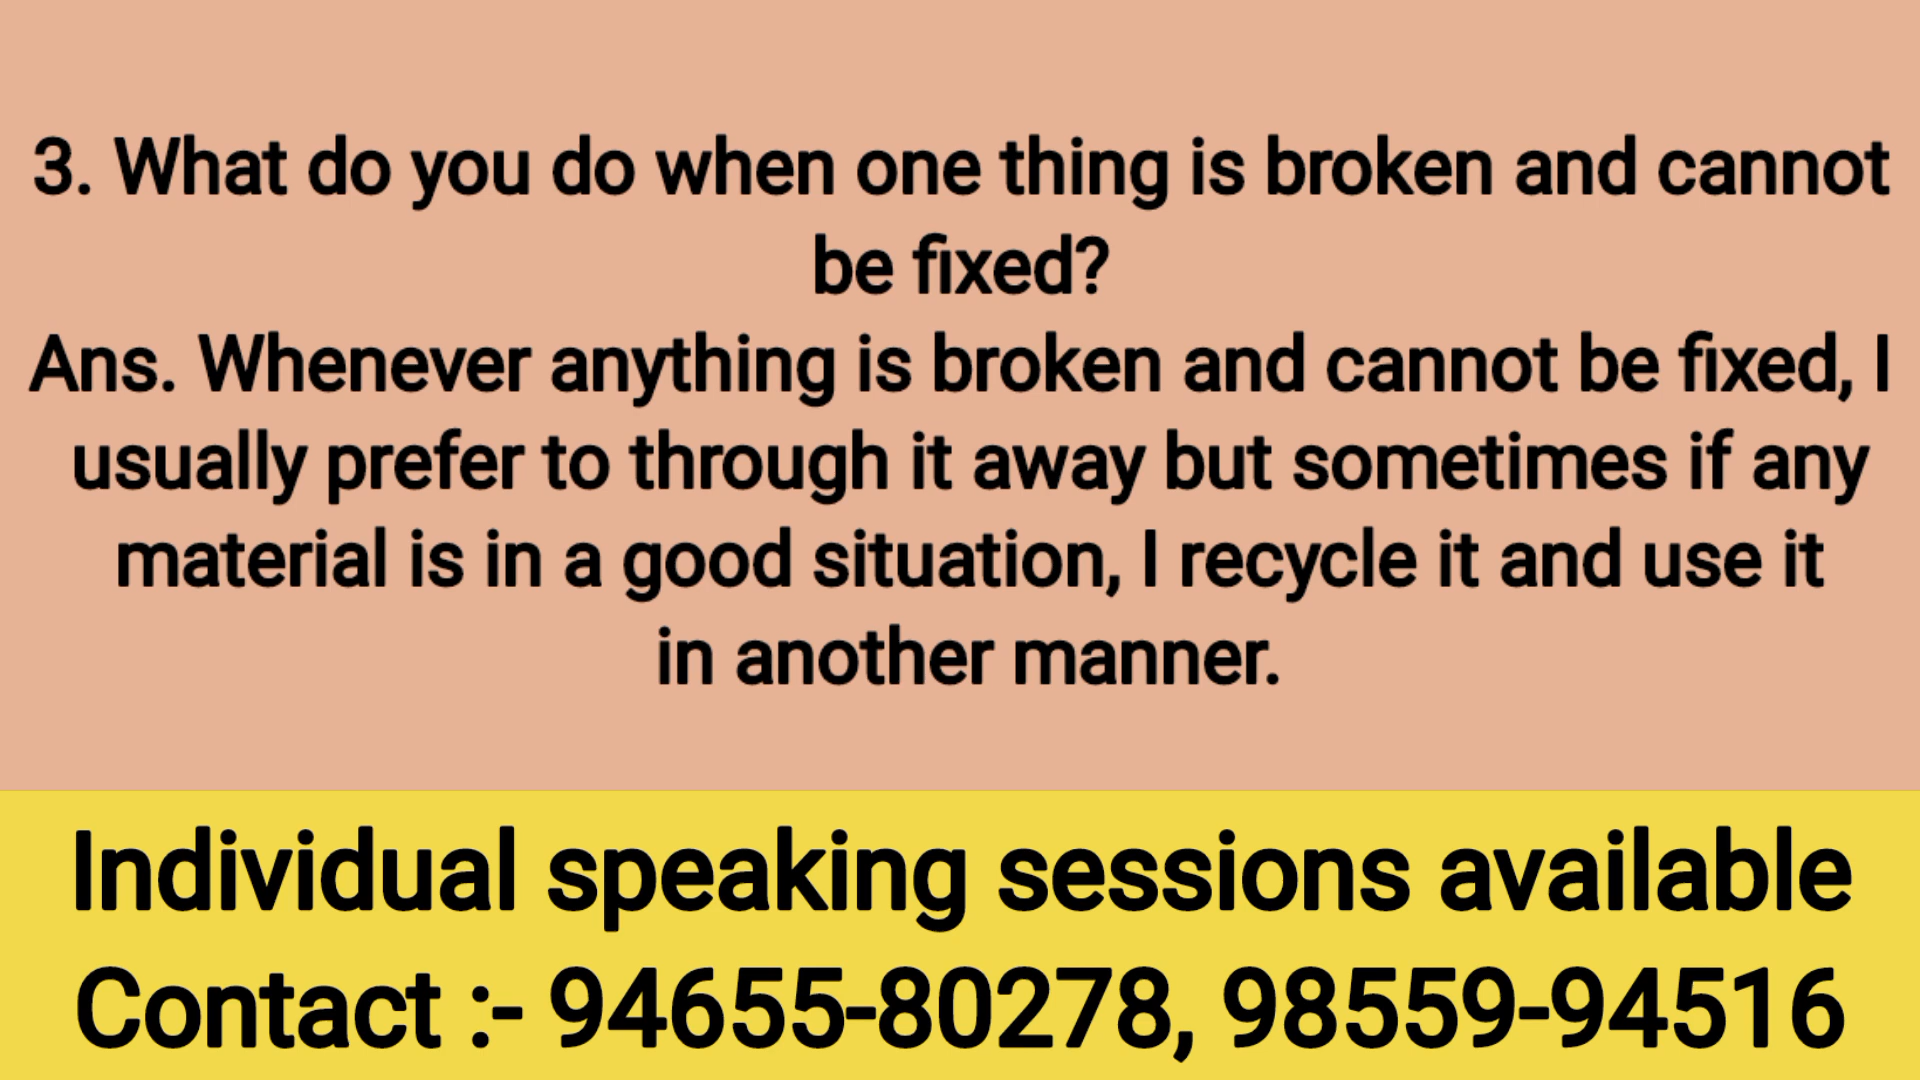 3. What do you do when one thing is broken and cannot
be fixed?
Ans. Whenever anything is broken and cannot be fixed, I
usually prefer to through it away but sometimes if any
material is in a good situation, I recycle it and use it
in another manner.
Individual speaking sessions available
Contact :- 94655-80278, 98559-94516